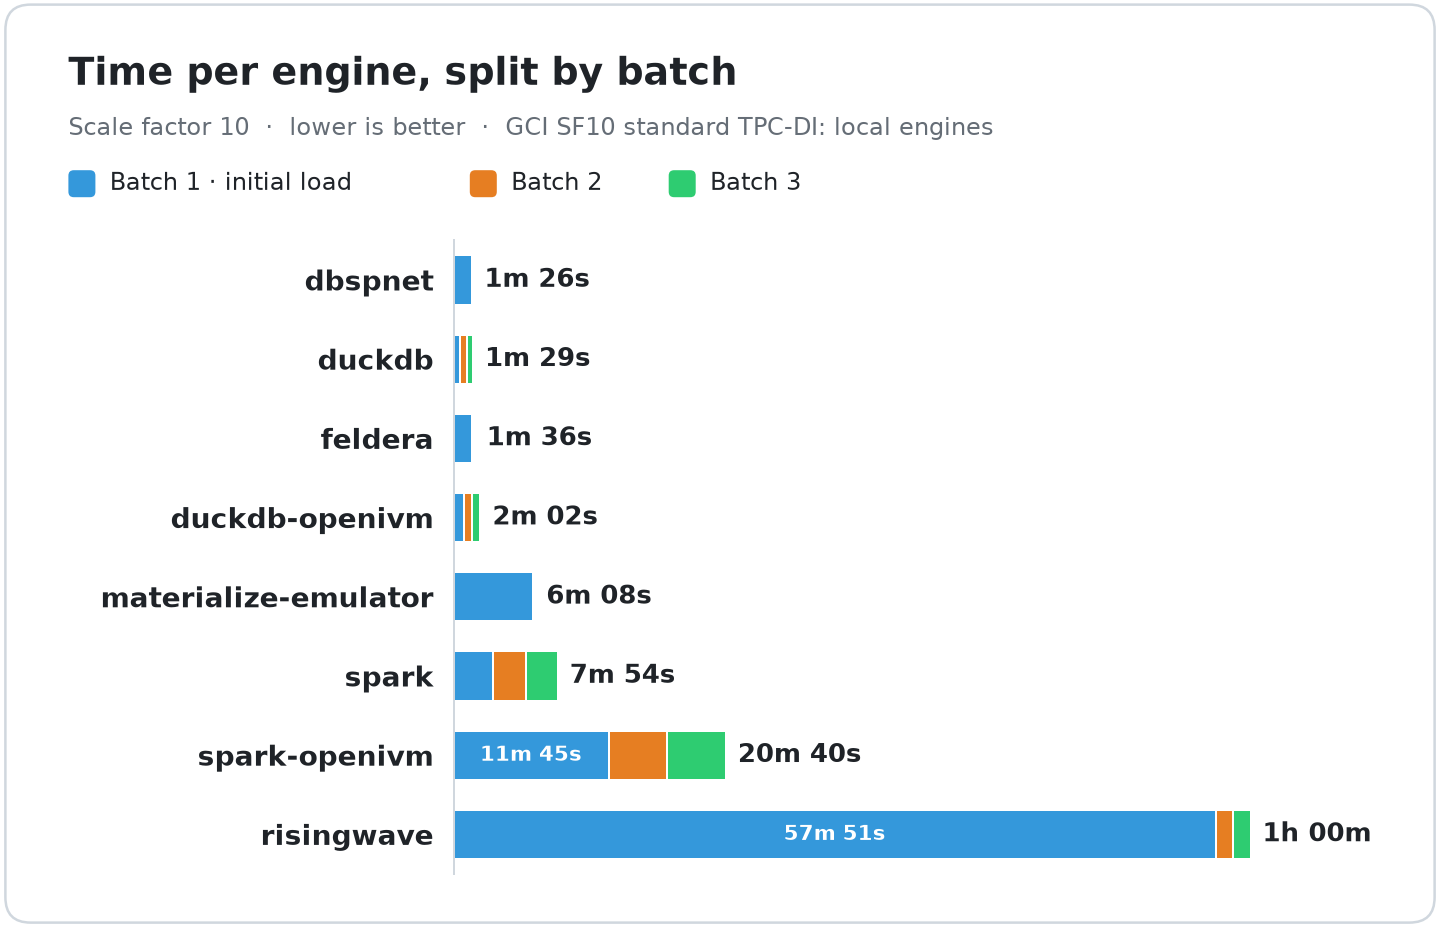 Time per engine, split by batch
Scale factor 10 · lower is better · GCI SF10 standard TPC-DI: local engines
Batch 1 · initial load Batch 2 Batch 3
dbspnet 1m 26s
duckdb 1m 29s
feldera 1m 36s
duckdb-openivm 2m 02s
materialize-emulator 6m 08s
spark 7m 54s
spark-openivm 11m 45s 20m 40s
risingwave 57m 51s 1h 00m